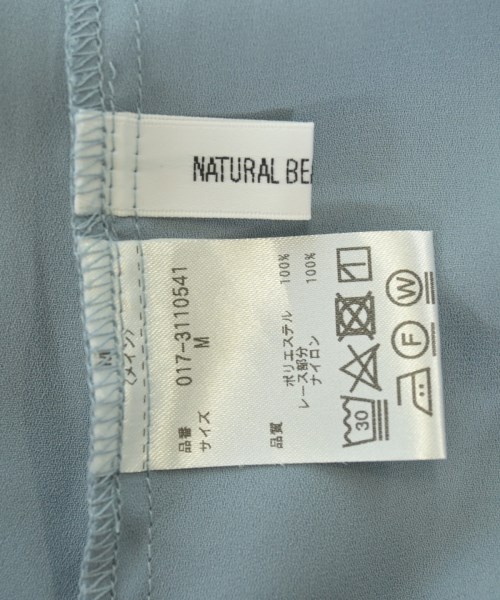 NATURAL BEA
(メイン)
品番 017-3110541
サイズ M
品質 ポリエステル 100%
レース部分
ナイロン 100%
30
W
F